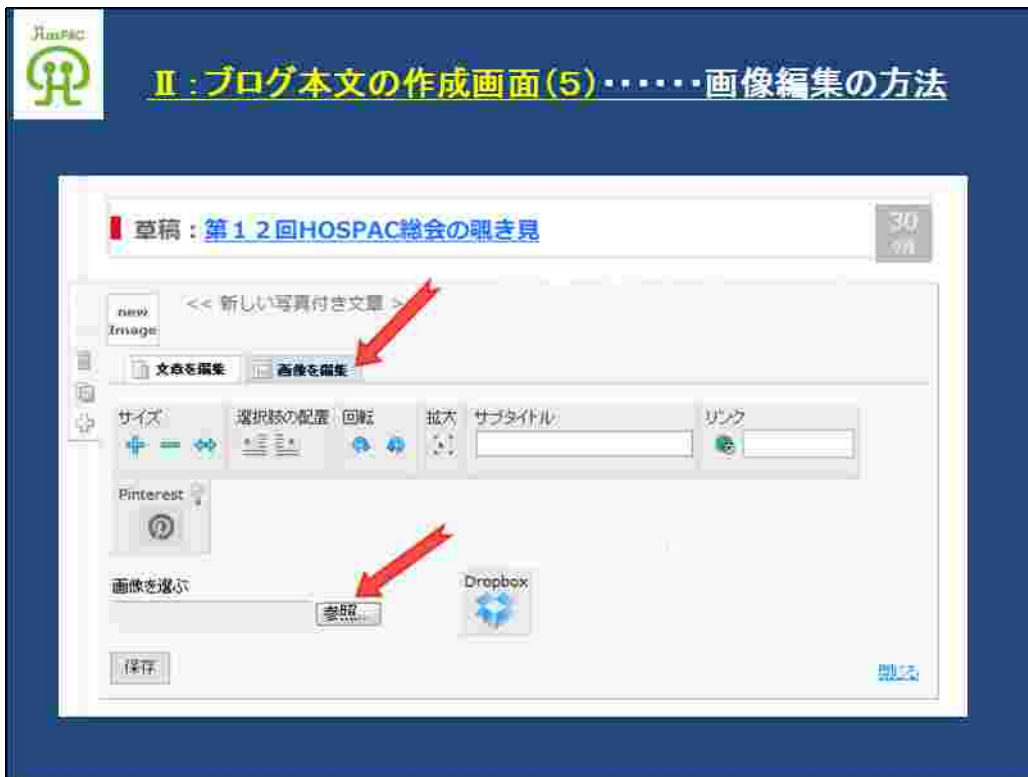 HosPAC
Ⅱ：ブログ本文の作成画面(5)・・・・・・画像編集の方法
草稿：第１２回HOSPAC総会の覗き見
30
9月
<< 新しい写真付き文章 >
new
Image
文章を編集 画像を編集
サイズ 選択肢の配置 回転 拡大 サブタイトル リンク
Pinterest
画像を選ぶ
Dropbox
参照...
保存 閉じる